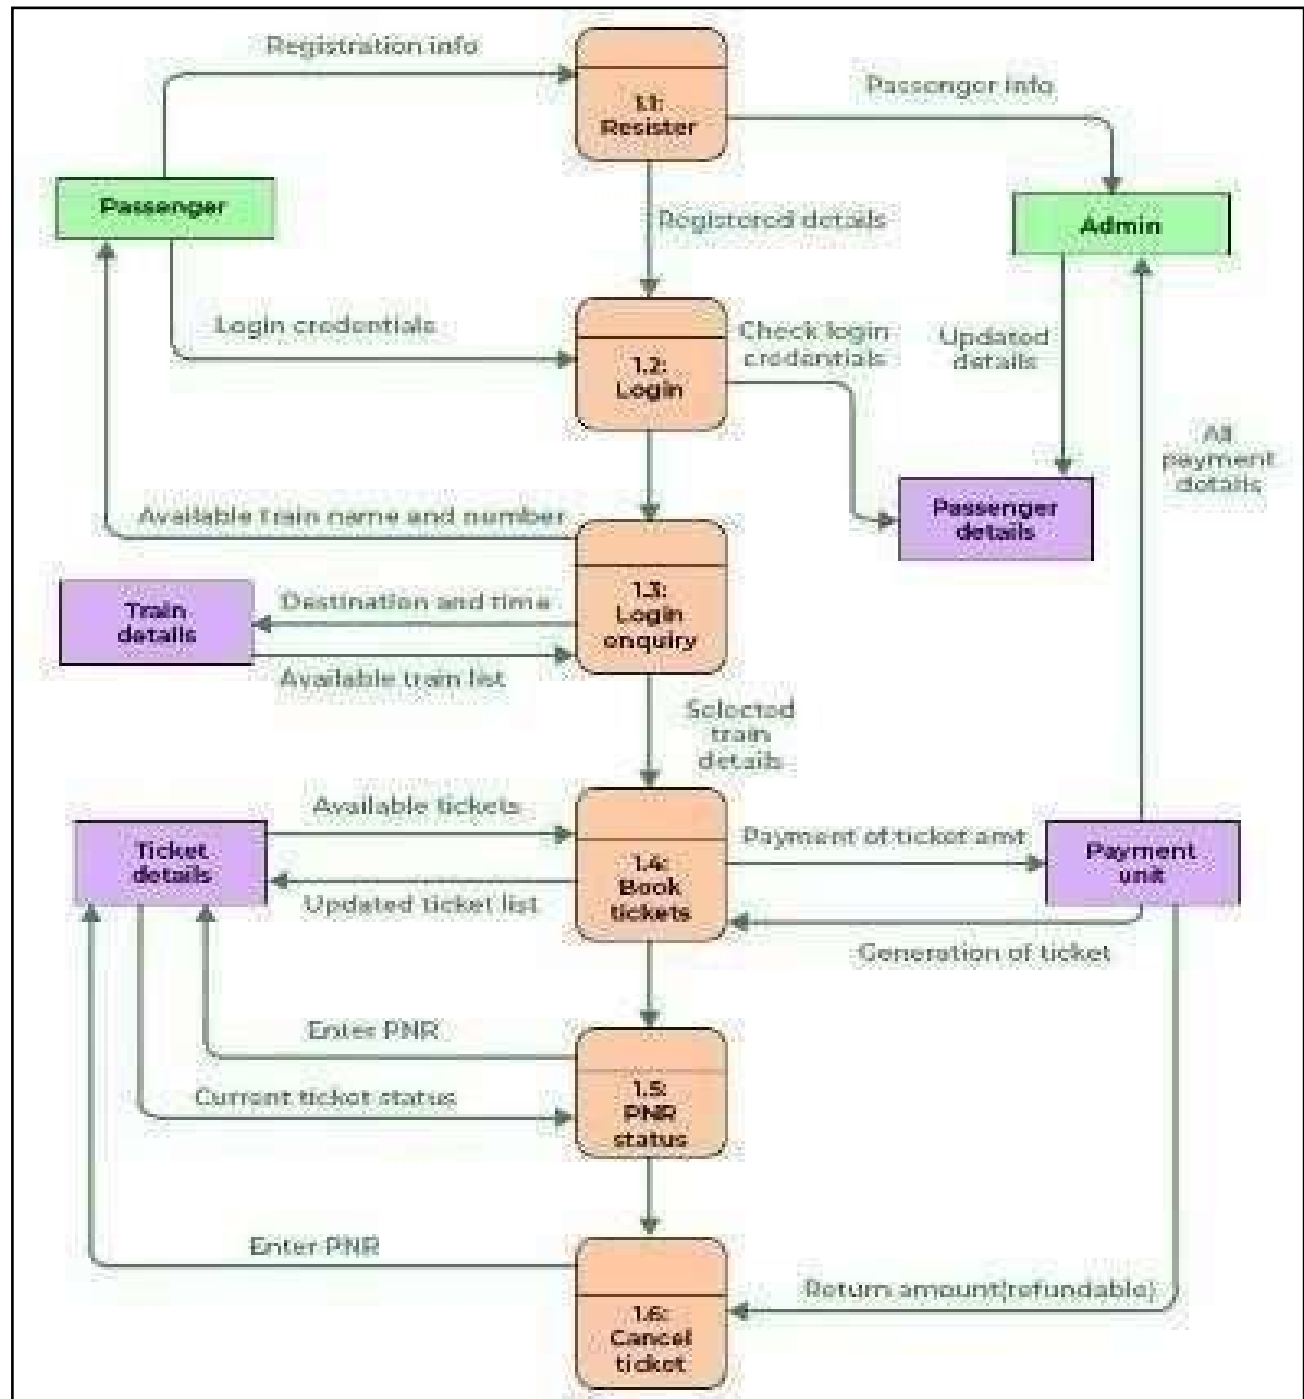 Registration info
Passenger info
1.1:
Resister
Passenger
Admin
Registered details
Login credentials
Check login
credentials
Updated
details
1.2:
Login
All
payment
details
Available train name and number
Passenger
details
Train
details
Destination and time
1.3:
Login
enquiry
Available train list
Selected
train
details
Available tickets
Payment of ticket amt
Ticket
details
1.4:
Book
tickets
Payment
unit
Updated ticket list
Generation of ticket
Enter PNR
Current ticket status
1.5:
PNR
status
Enter PNR
Return amount(refundable)
1.6:
Cancel
ticket